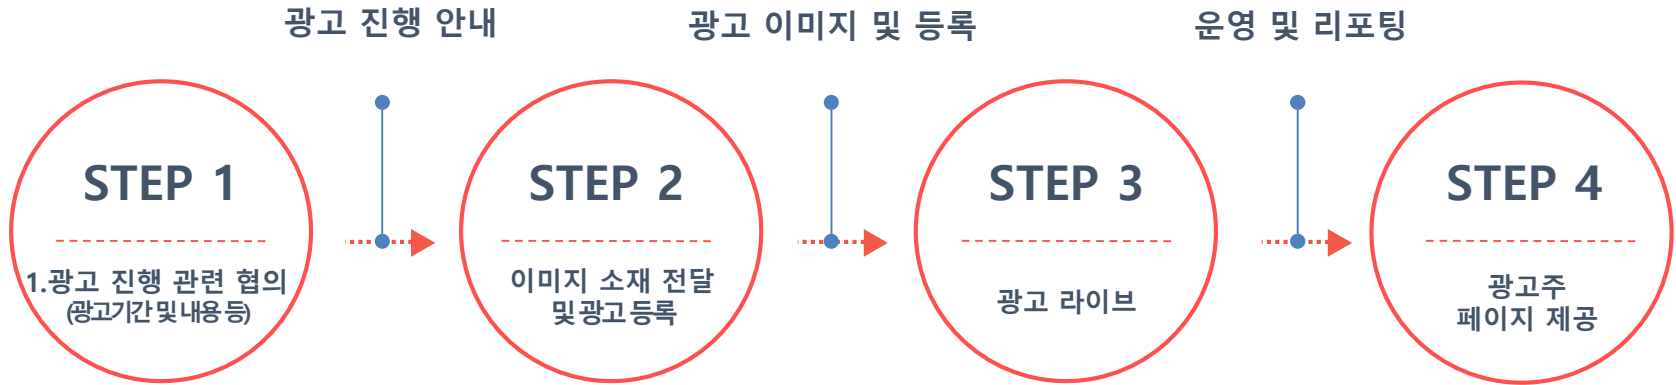 광고 진행 안내
광고 이미지 및 등록
운영 및 리포팅
STEP 1
1.광고 진행 관련 협의
(광고기간 및 내용 등)
STEP 2
이미지 소재 전달
및 광고 등록
STEP 3
광고 라이브
STEP 4
광고주
페이지 제공